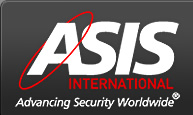 ASIS
INTERNATIONAL
Advancing Security Worldwide®